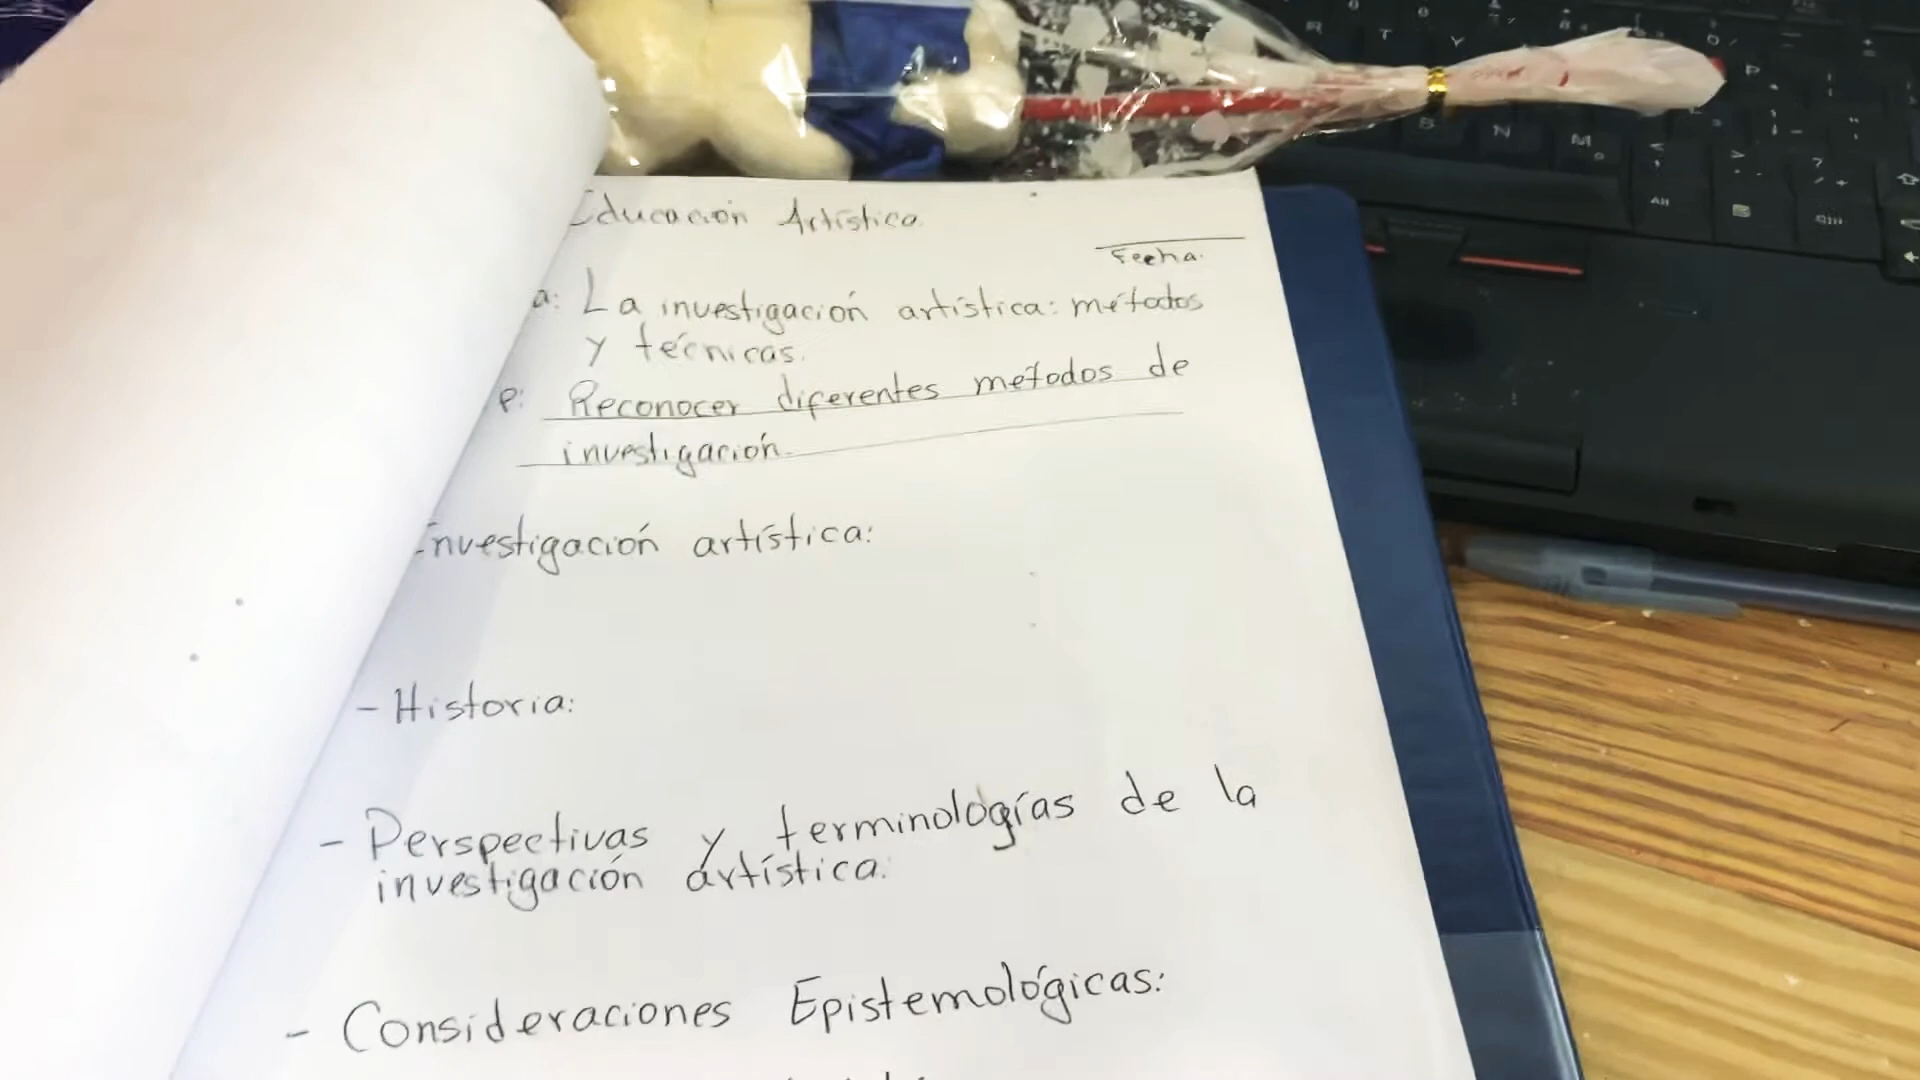 Educación Artística
Fecha.
a: La investigación artística: métodos
y técnicas.
P: Reconocer diferentes metodos de
investigación.
Investigación artística:
- Historia:
- Perspectivas y terminologías de la
investigación artística.
- Consideraciones Epistemológicas: